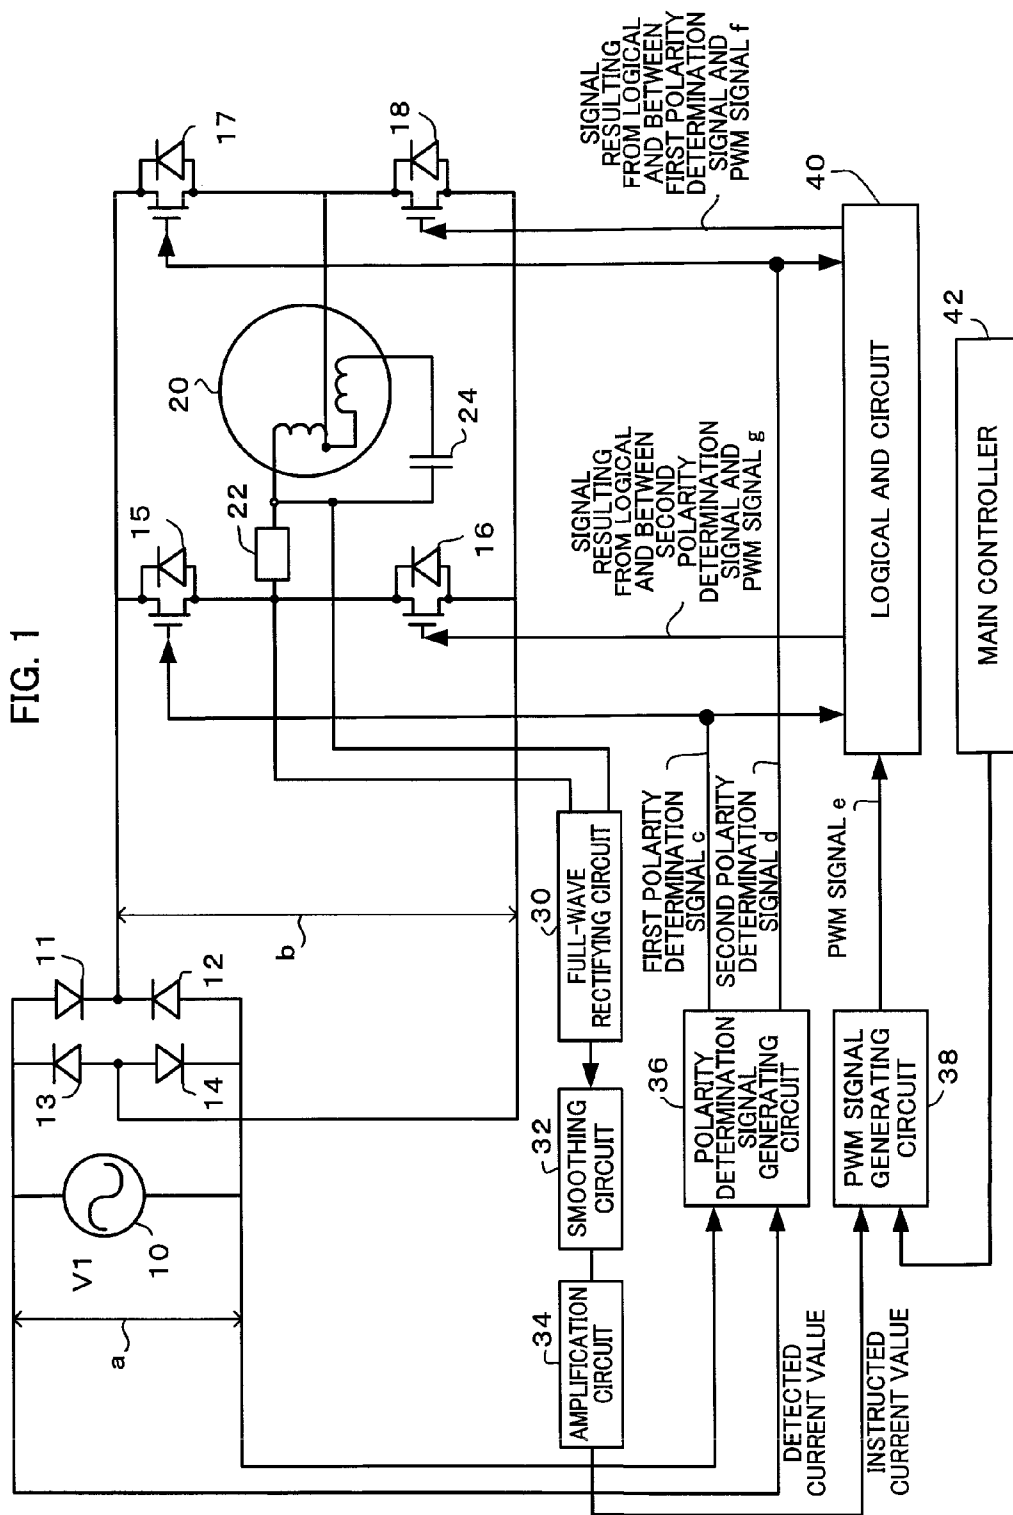 FIG. 1
V1
10
a
11
12
13
14
b
15
16
17
18
20
22
24
30
FULL-WAVE
RECTIFYING CIRCUIT
32
SMOOTHING
CIRCUIT
34
AMPLIFICATION
CIRCUIT
36
POLARITY
DETERMINATION
SIGNAL
GENERATING
CIRCUIT
FIRST POLARITY
DETERMINATION
SIGNAL c
SECOND POLARITY
DETERMINATION
SIGNAL d
SIGNAL
RESULTING
FROM LOGICAL
AND BETWEEN
SECOND
POLARITY
DETERMINATION
SIGNAL AND
PWM SIGNAL g
SIGNAL
RESULTING
FROM LOGICAL
AND BETWEEN
FIRST POLARITY
DETERMINATION
SIGNAL AND
PWM SIGNAL f
DETECTED
CURRENT VALUE
INSTRUCTED
CURRENT VALUE
PWM SIGNAL
GENERATING
CIRCUIT
38
PWM SIGNAL e
40
LOGICAL AND CIRCUIT
42
MAIN CONTROLLER